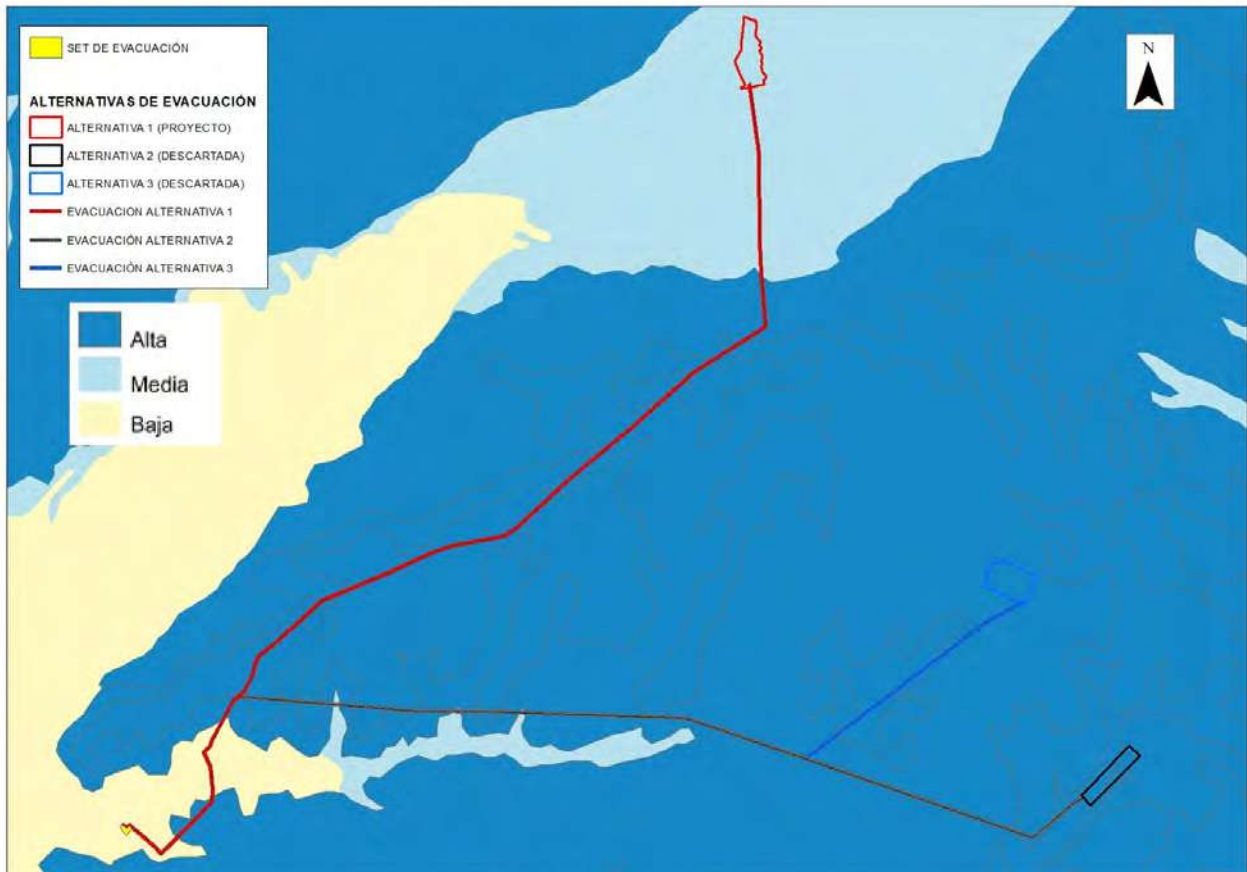 SET DE EVACUACIÓN
ALTERNATIVAS DE EVACUACIÓN
ALTERNATIVA 1 (PROYECTO)
ALTERNATIVA 2 (DESCARTADA)
ALTERNATIVA 3 (DESCARTADA)
EVACUACION ALTERNATIVA 1
EVACUACIÓN ALTERNATIVA 2
EVACUACIÓN ALTERNATIVA 3
N
Alta
Media
Baja